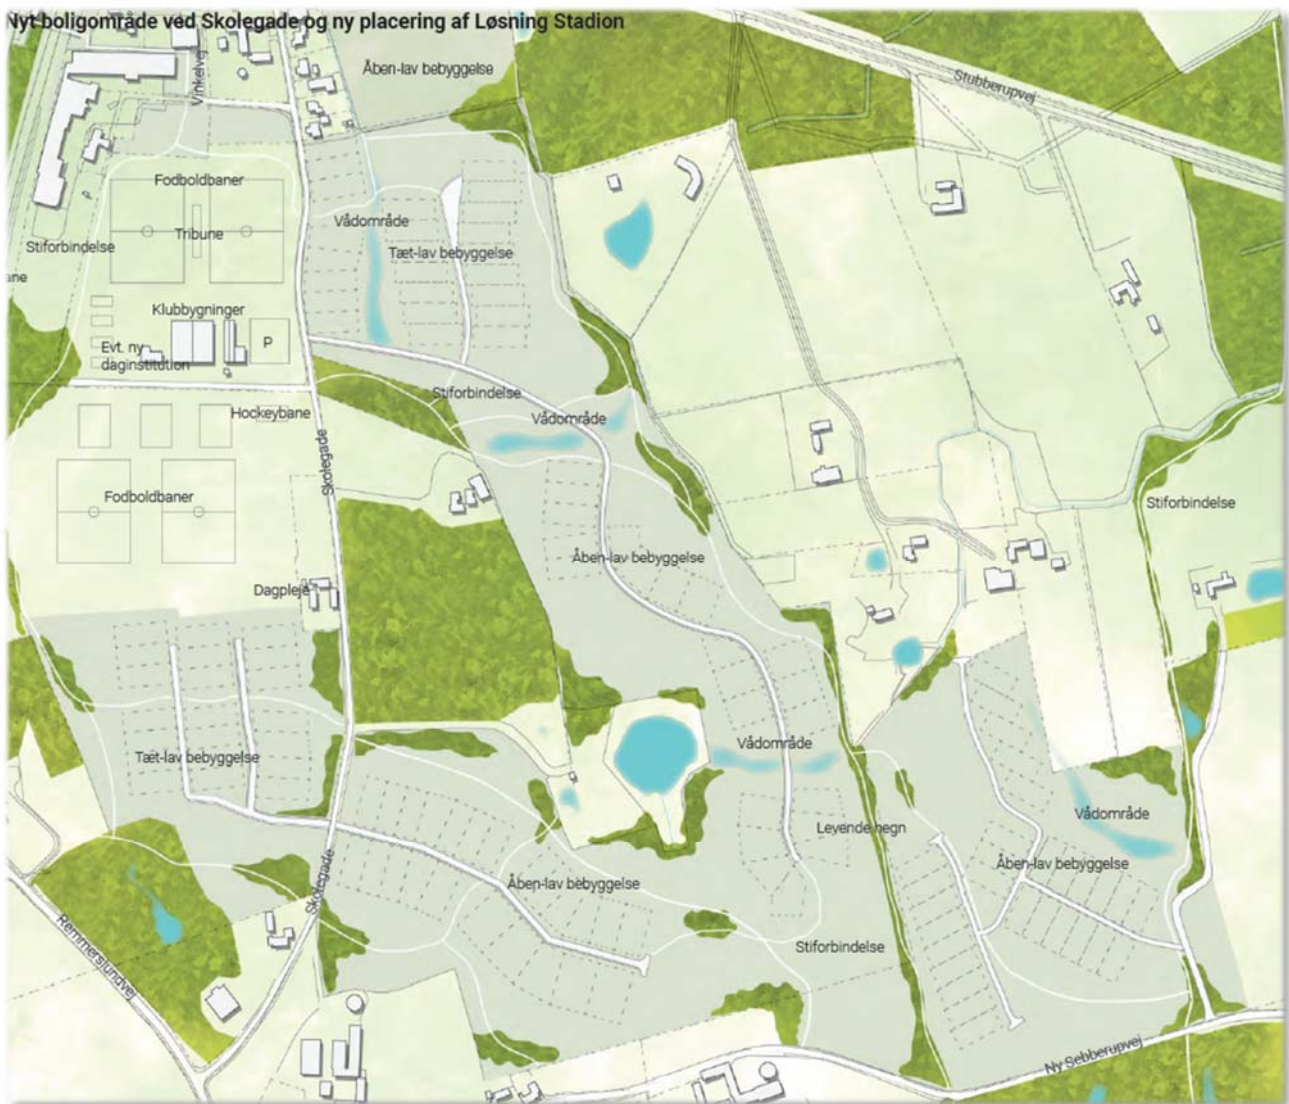 Nyt boligområde ved Skolegade og ny placering af Løsning Stadion
Åben-lav bebyggelse
Vinkelvej
Stubberupvej
Fodboldbaner
P
Tribune
Vådområde
Stiforbindelse
Tæt-lav bebyggelse
ane
Klubbygninger
P
Evt. ny
daginstitution
Stiforbindelse
Hockeybane
Vådområde
Skolegade
Fodboldbaner
Stiforbindelse
Åben-lav bebyggelse
Dagpleje
Tæt-lav bebyggelse
Vådområde
Vådområde
Levende hegn
Åben-lav bebyggelse
Åben-lav bebyggelse
Skolegade
Remmerslundvej
Stiforbindelse
Ny Sebberupvej